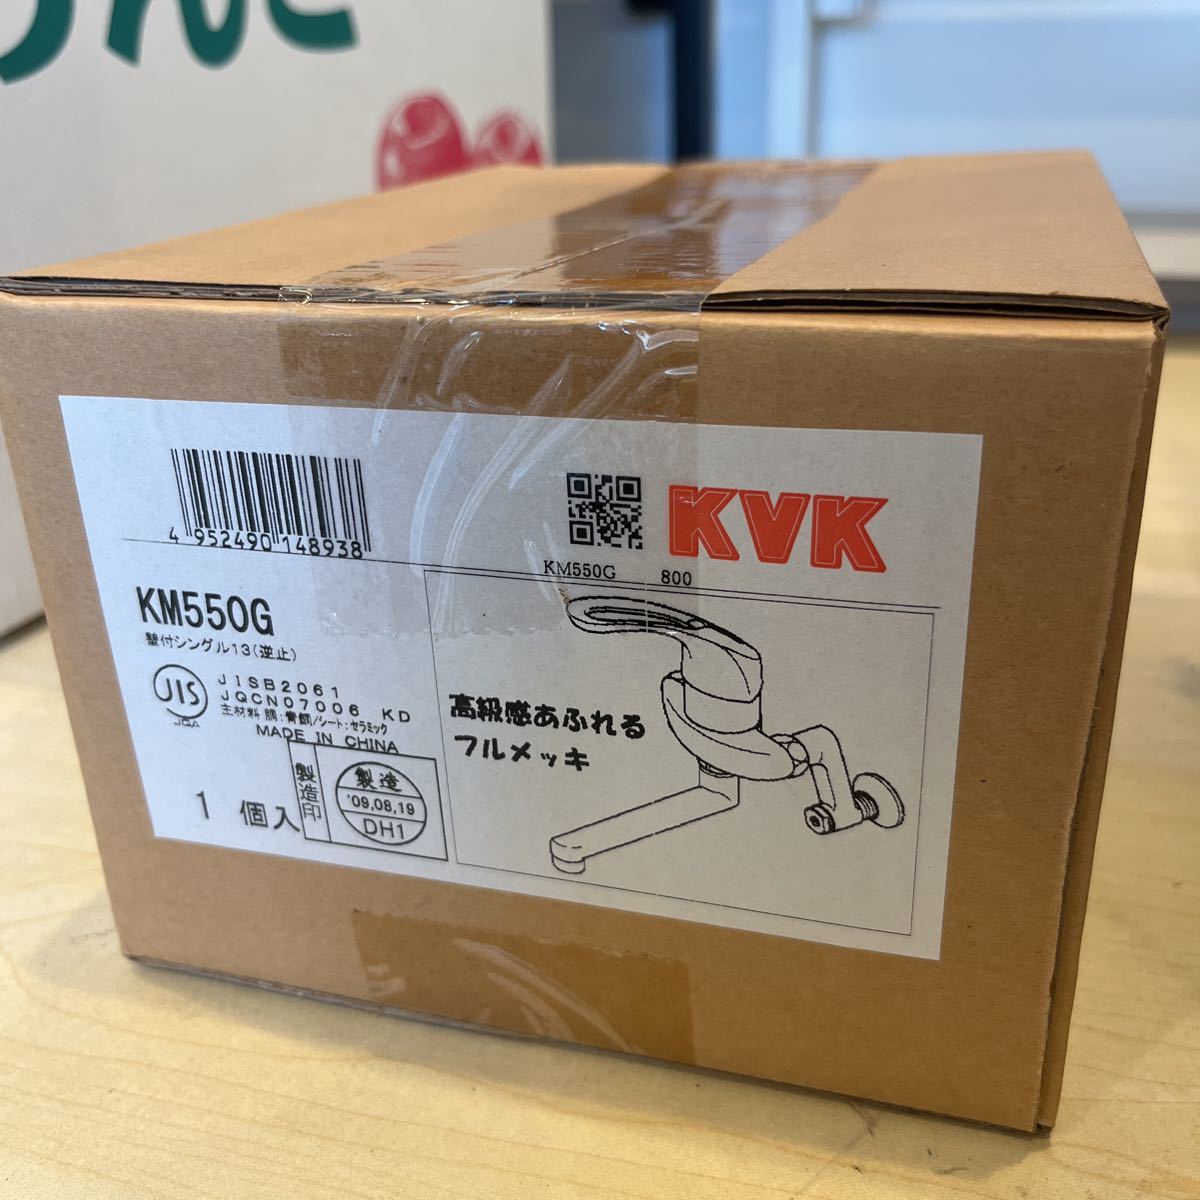 りんご
4 952490 148938
KVK
KM550G 800
KM550G
壁付シングル13(逆止)
JIS
JQA
JISB2061
JQCN07006 KD
主材料 胴:青銅/シート:セラミック
MADE IN CHINA
高級感あふれる
フルメッキ
1 個入
製造印
製造
'09,08,19
DH1